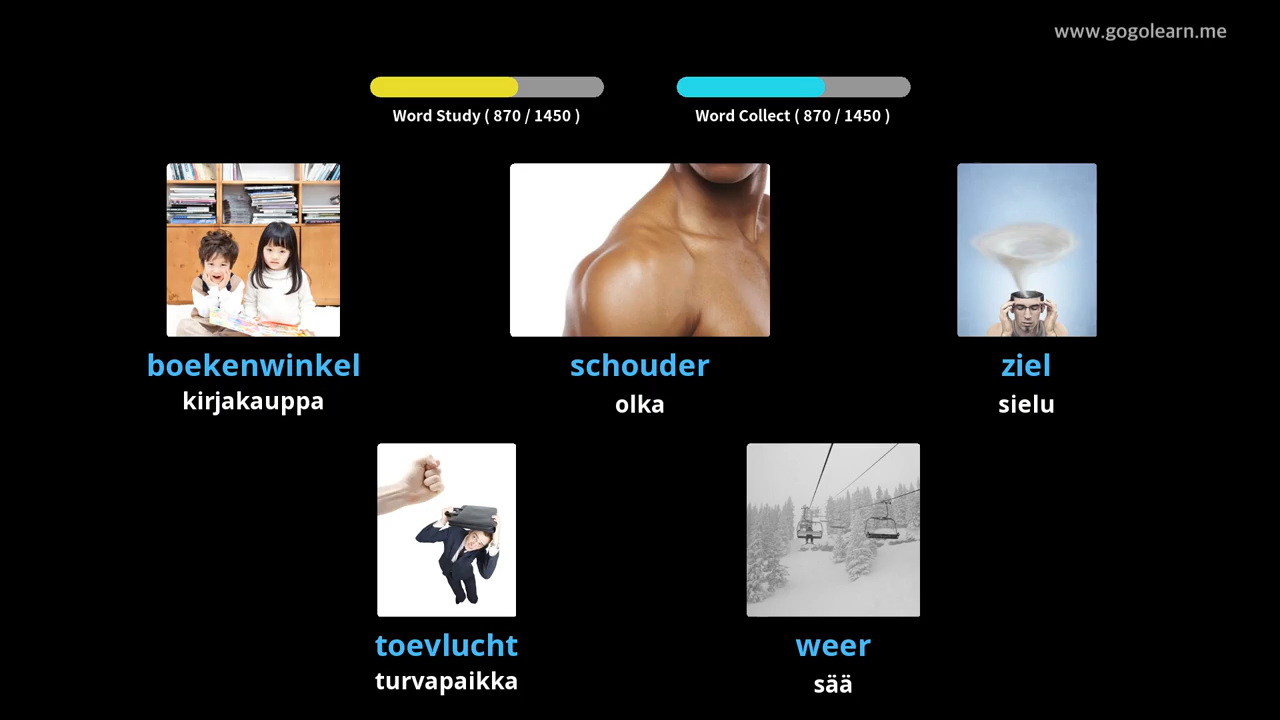 www.gogolearn.me
Word Study ( 870 / 1450 )
Word Collect ( 870 / 1450 )
boekenwinkel
kirjakauppa
schouder
olka
ziel
sielu
toevlucht
turvapaikka
weer
sää